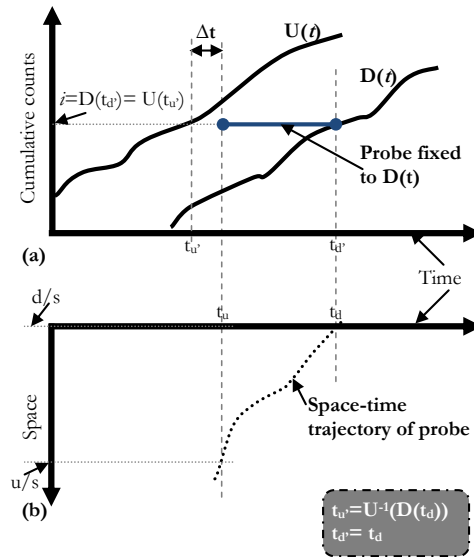 Δt
U(t)
D(t)
i=D(td')= U(tu')
Cumulative counts
Probe fixed
to D(t)
tu'
td'
(a)
Time
d/s
tu
td
Space
Space-time
trajectory of probe
u/s
(b)
tu'=U-1(D(td))
td'= td